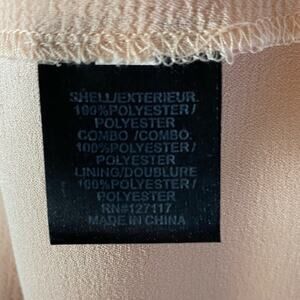 SHELL/EXTERIEUR
100%POLYESTER/
POLYESTER
COMBO /COMBO
100%POLYESTER/
POLYESTER
LINING/DOUBLURE
100%POLYESTER/
POLYESTER
RN#127117
MADE IN CHINA